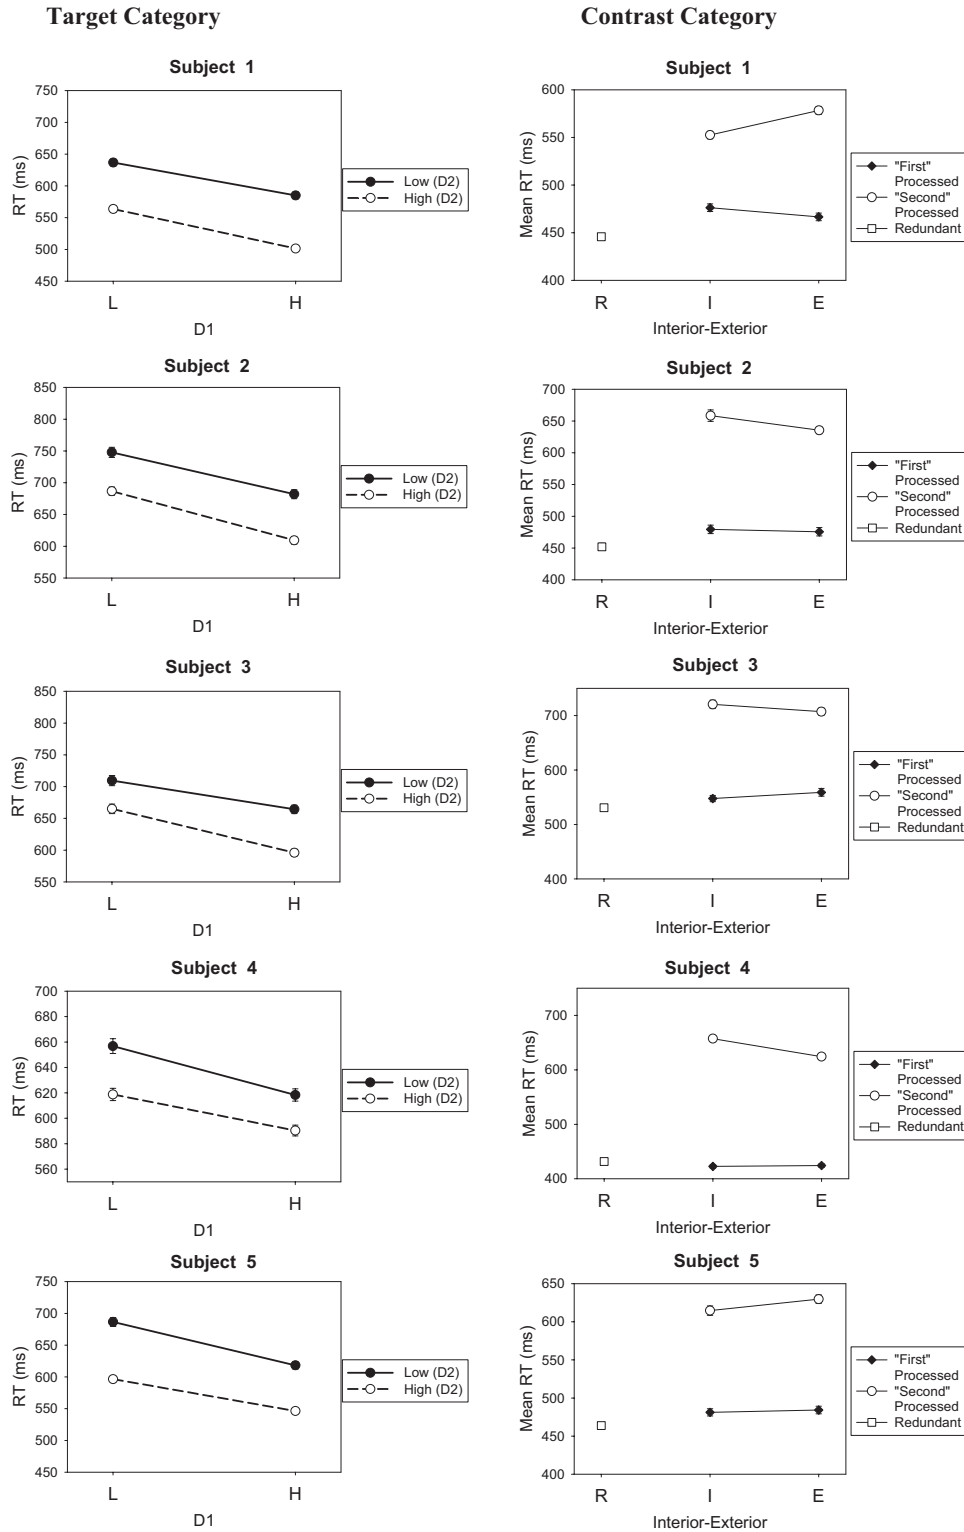 Target Category
Contrast Category
Subject 1
750
700
650
600
550
500
450
RT (ms)
L
H
D1
Low (D2)
High (D2)
Subject 1
600
550
500
450
400
Mean RT (ms)
R
I
E
Interior-Exterior
"First"
Processed
"Second"
Processed
Redundant
Subject 2
850
800
750
700
650
600
550
RT (ms)
L
H
D1
Low (D2)
High (D2)
Subject 2
700
650
600
550
500
450
400
Mean RT (ms)
R
I
E
Interior-Exterior
"First"
Processed
"Second"
Processed
Redundant
Subject 3
850
800
750
700
650
600
550
RT (ms)
L
H
D1
Low (D2)
High (D2)
Subject 3
700
600
500
400
Mean RT (ms)
R
I
E
Interior-Exterior
"First"
Processed
"Second"
Processed
Redundant
Subject 4
700
680
660
640
620
600
580
560
RT (ms)
L
H
D1
Low (D2)
High (D2)
Subject 4
700
600
500
400
Mean RT (ms)
R
I
E
Interior-Exterior
"First"
Processed
"Second"
Processed
Redundant
Subject 5
750
700
650
600
550
500
450
RT (ms)
L
H
D1
Low (D2)
High (D2)
Subject 5
650
600
550
500
450
400
Mean RT (ms)
R
I
E
Interior-Exterior
"First"
Processed
"Second"
Processed
Redundant